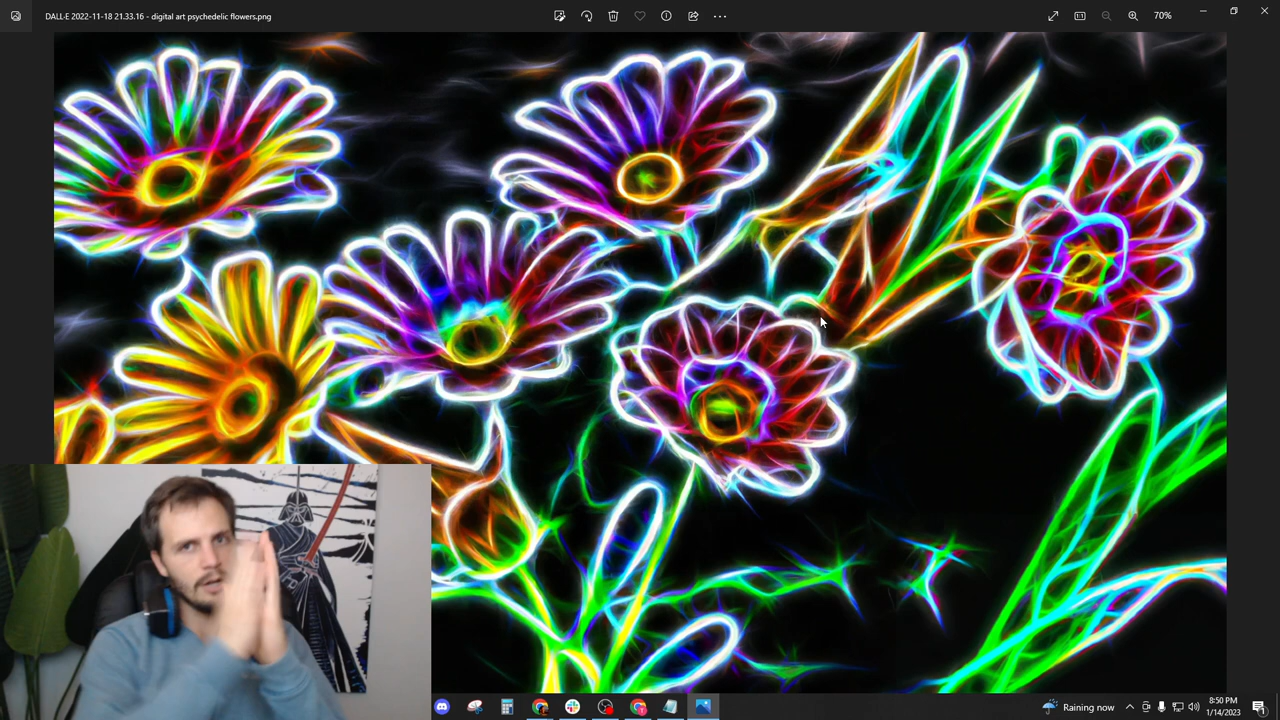 DALL·E 2022-11-18 21.33.16 - digital art psychedelic flowers.png
70%
Raining now
8:50 PM
1/14/2023